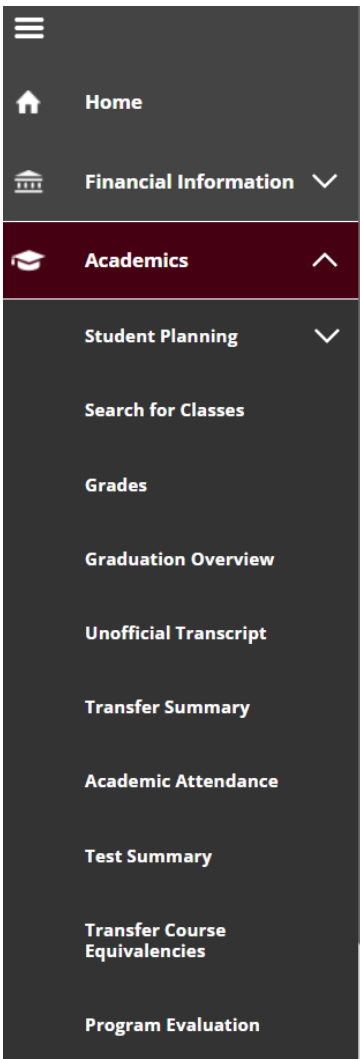 Home
Financial Information
Academics
Student Planning
Search for Classes
Grades
Graduation Overview
Unofficial Transcript
Transfer Summary
Academic Attendance
Test Summary
Transfer Course
Equivalencies
Program Evaluation